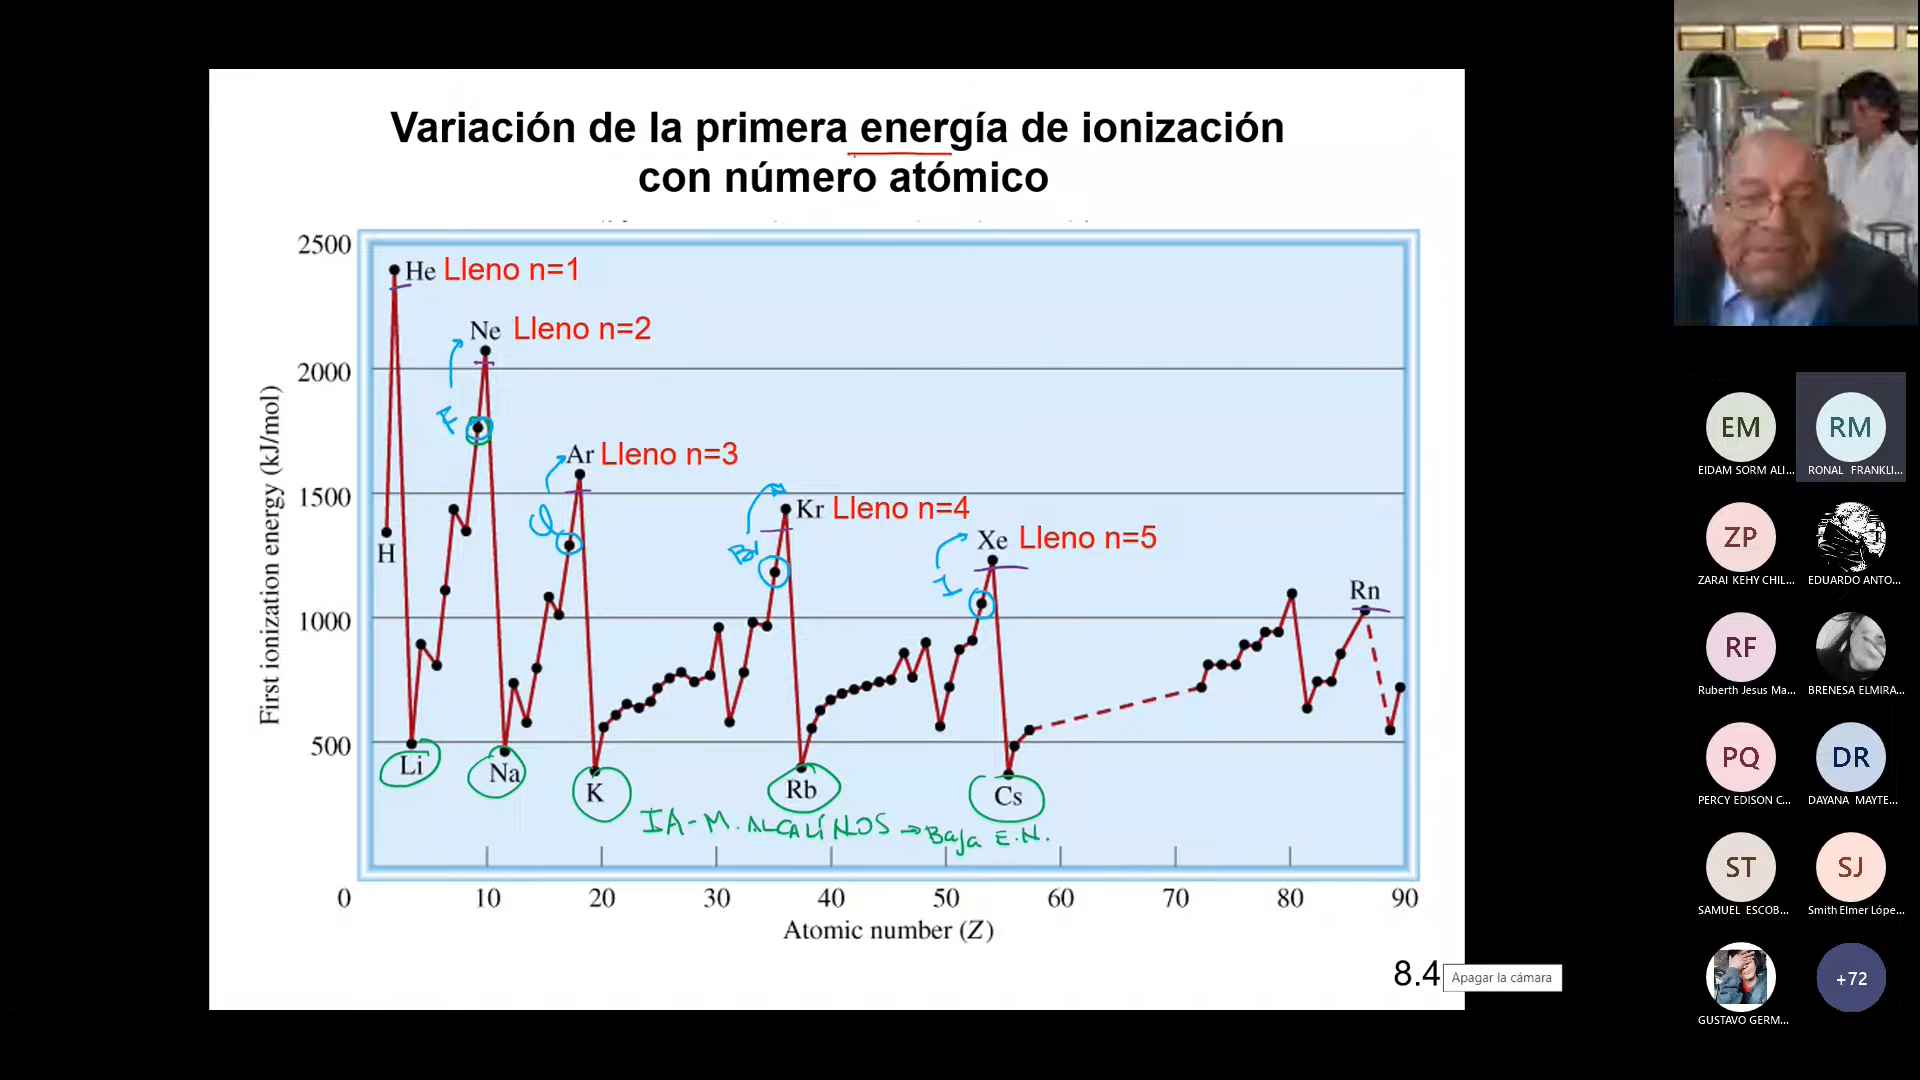 Variación de la primera energía de ionización
con número atómico
First ionization energy (kJ/mol)
2500
2000
1500
1000
500
0
He Lleno n=1
Ne Lleno n=2
F
Ar Lleno n=3
Cl
Kr Lleno n=4
Br
Xe Lleno n=5
I
Rn
H
Li
Na
K
Rb
Cs
IA-M. ALCALINOS → Baja E.N.
10 20 30 40 50 60 70 80 90
Atomic number (Z)
8.4
Apagar la cámara
EM
EIDAM SORM ALI...
RM
RONAL FRANKLI...
ZP
ZARAI KEHY CHIL...
EDUARDO ANTO...
RF
Ruberth Jesus Ma...
BRENESA ELMIRA...
PQ
PERCY EDISON C...
DR
DAYANA MAYTE...
ST
SAMUEL ESCOB...
SJ
Smith Elmer Lópe...
GUSTAVO GERM...
+72